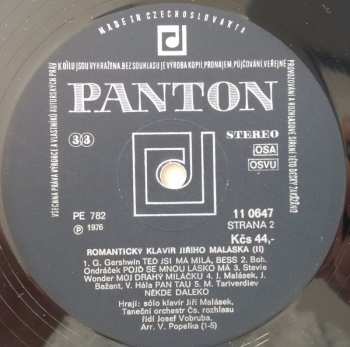 MADE IN CZECHOSLOVAKIA
K DÍLU JSOU VYHRAŽENA. BEZ SOUHLASU JE VÝROBA KOPIÍ, PRONÁJEM, PŮJČOVÁNÍ VEŘEJNÉ
PROVOZOVÁNÍ A ROZHLASOVÉ ŠÍŘENÍ TÉTO DESKY ZAKÁZÁNO
VŠECHNA PRÁVA VÝROBCE A VLASTNÍKŮ AUTORSKÝCH PRÁV
PANTON
33
STEREO
OSA
OSVU
PE 782
Ⓟ 1976
11 0647
STRANA 2
Kčs 44,-
ROMANTICKÝ KLAVÍR JIŘÍHO MALÁSKA (II)
1. G. Gershwin TED JSI MÁ MILÁ, BESS 2. Boh.
Ondráček POJĎ SE MNOU LÁSKO MÁ 3. Stevie
Wonder MŮJ DRAHÝ MILÁČKU 4. J. Malásek, J.
Bažant, V. Hála PAN TAU 5. M. Tariverdiev
NĚKDE DALEKO
Hrají: sólo klavír Jiří Malásek,
Taneční orchestr Čs. rozhlasu
řídí Josef Vobruba,
Arr. V. Popelka (1-5)